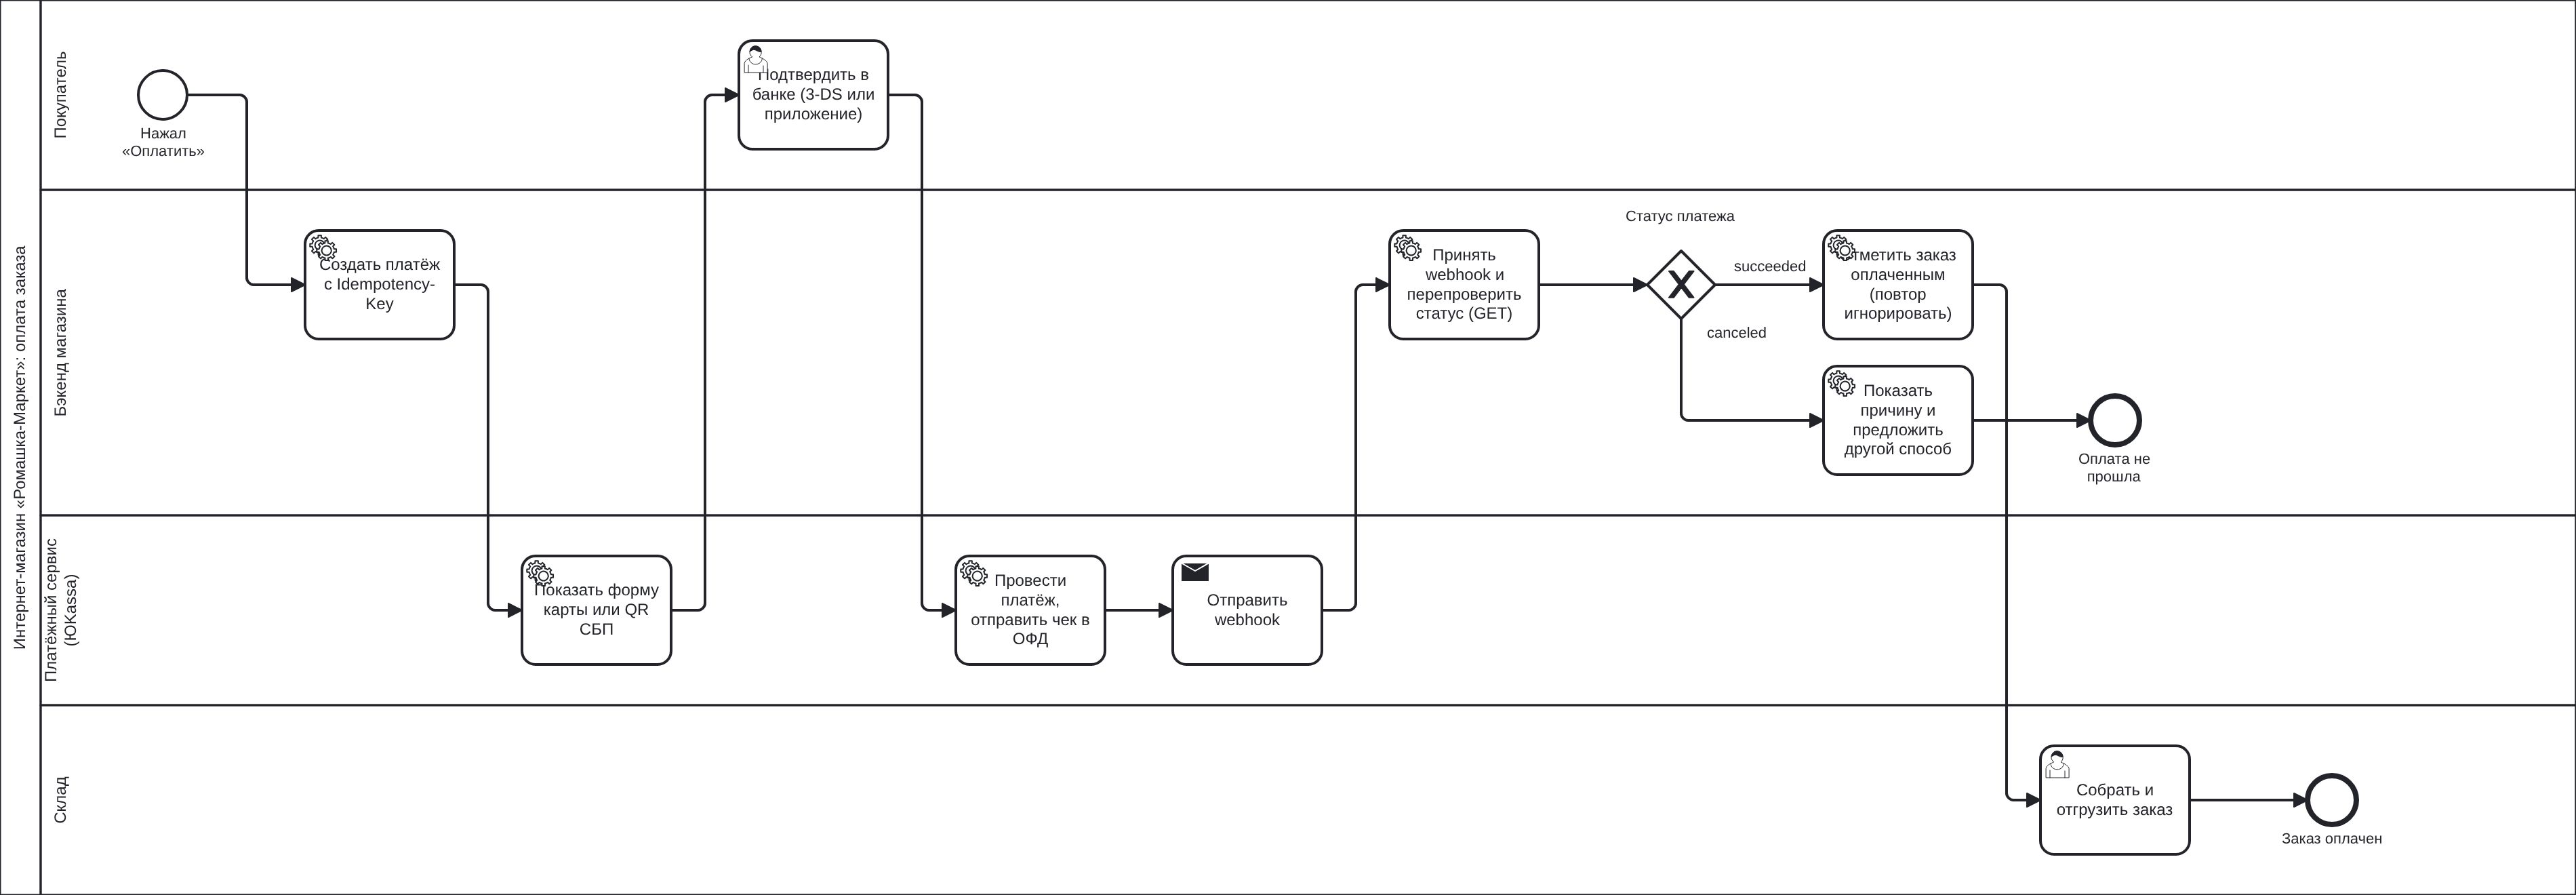 Интернет-магазин «Ромашка-Маркет»: оплата заказа
Покупатель
Нажал
«Оплатить»
Подтвердить в
банке (3-DS или
приложение)
Бэкенд магазина
Создать платёж
с Idempotency-
Key
Принять
webhook и
перепроверить
статус (GET)
Статус платежа
succeeded
canceled
Отметить заказ
оплаченным
(повтор
игнорировать)
Показать
причину и
предложить
другой способ
Оплата не
прошла
Платёжный сервис
(ЮKassa)
Показать форму
карты или QR
СБП
Провести
платёж,
отправить чек в
ОФД
Отправить
webhook
Склад
Собрать и
отгрузить заказ
Заказ оплачен